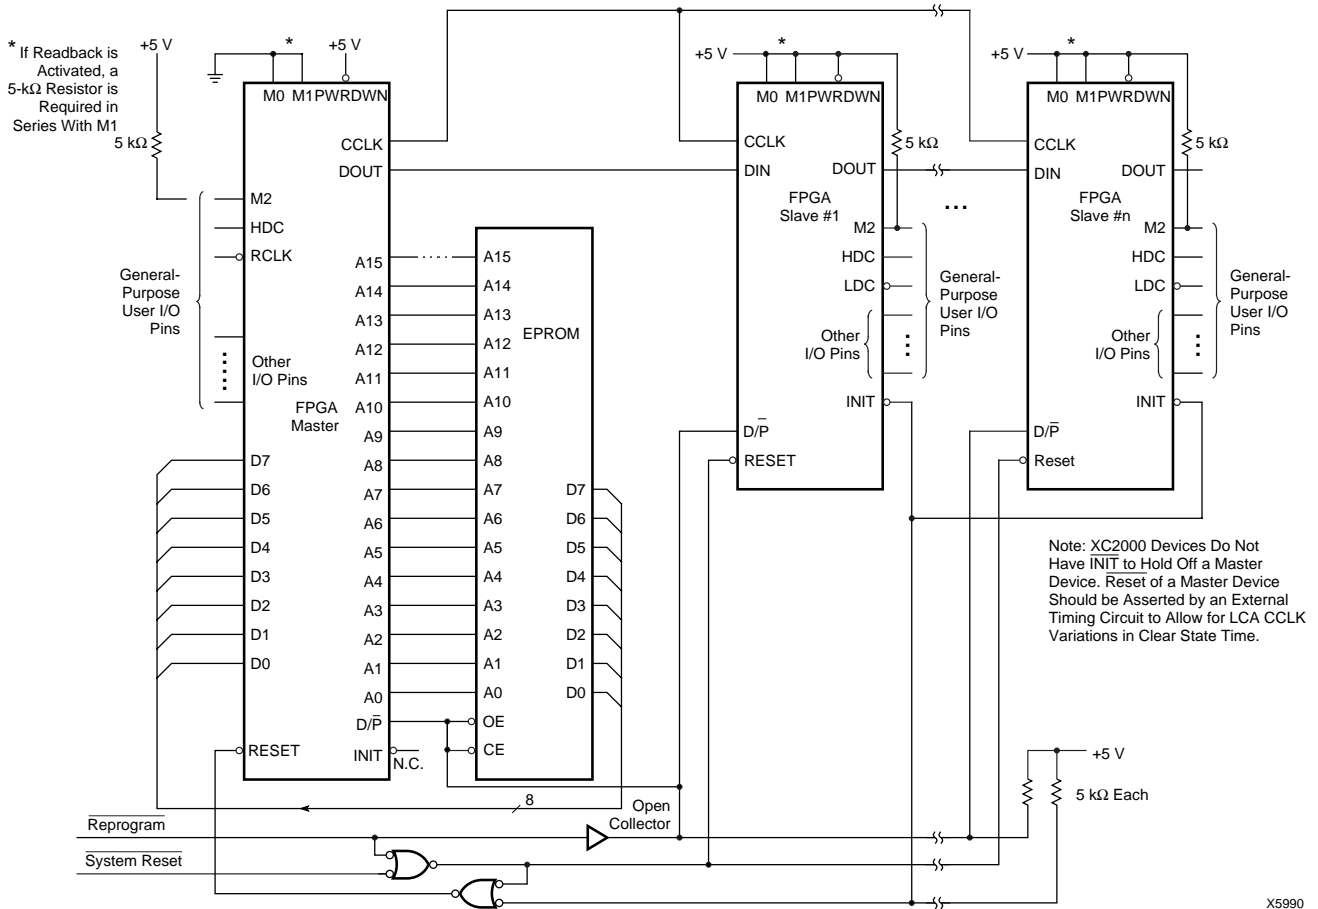 * If Readback is
Activated, a
5-kΩ Resistor is
Required in
Series With M1
+5 V
5 kΩ
*
+5 V
M0
M1
PWRDWN
CCLK
DOUT
M2
HDC
RCLK
General-
Purpose
User I/O
Pins
Other
I/O Pins
FPGA
Master
D7
D6
D5
D4
D3
D2
D1
D0
RESET
A15
A14
A13
A12
A11
A10
A9
A8
A7
A6
A5
A4
A3
A2
A1
A0
D/P̅
INIT
N.C.
A15
A14
A13
A12
A11
A10
A9
A8
A7
A6
A5
A4
A3
A2
A1
A0
OE
CE
EPROM
D7
D6
D5
D4
D3
D2
D1
D0
8
+5 V
*
M0
M1
PWRDWN
5 kΩ
CCLK
DIN
DOUT
FPGA
Slave #1
M2
HDC
LDC
Other
I/O Pins
General-
Purpose
User I/O
Pins
INIT
D/P̅
RESET
...
+5 V
*
M0
M1
PWRDWN
5 kΩ
CCLK
DIN
DOUT
FPGA
Slave #n
M2
HDC
LDC
Other
I/O Pins
General-
Purpose
User I/O
Pins
INIT
D/P̅
Reset
Note: XC2000 Devices Do Not
Have INIT to Hold Off a Master
Device. Reset of a Master Device
Should be Asserted by an External
Timing Circuit to Allow for LCA CCLK
Variations in Clear State Time.
+5 V
5 kΩ Each
Open
Collector
Reprogram
System Reset
X5990